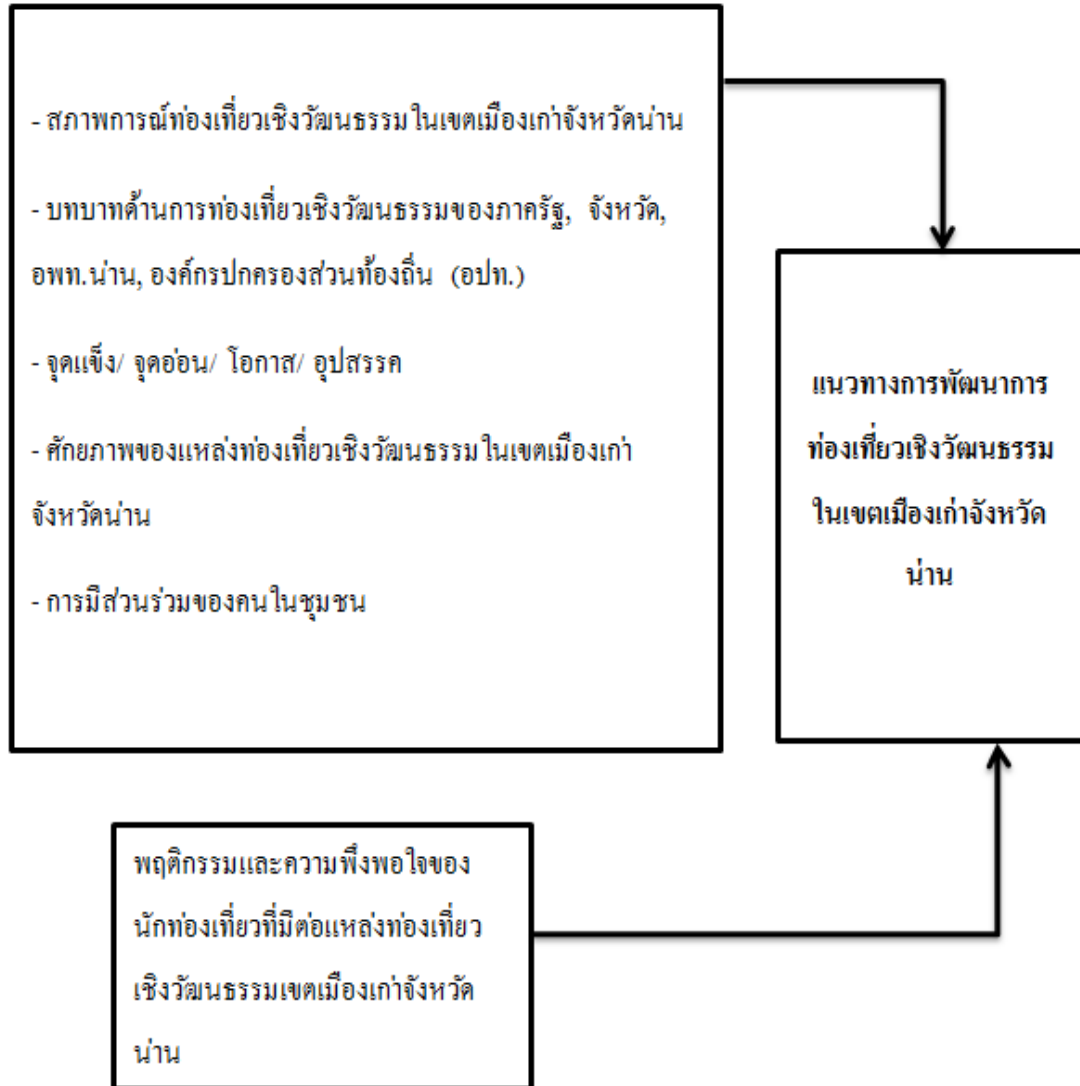 - สภาพการณ์ท่องเที่ยวเชิงวัฒนธรรมในเขตเมืองเก่าจังหวัดน่าน
- บทบาทด้านการท่องเที่ยวเชิงวัฒนธรรมของภาครัฐ, จังหวัด,
อพท.น่าน, องค์กรปกครองส่วนท้องถิ่น (อปท.)
- จุดแข็ง/ จุดอ่อน/ โอกาส/ อุปสรรค
- ศักยภาพของแหล่งท่องเที่ยวเชิงวัฒนธรรมในเขตเมืองเก่า
จังหวัดน่าน
- การมีส่วนร่วมของคนในชุมชน
แนวทางการพัฒนาการ
ท่องเที่ยวเชิงวัฒนธรรม
ในเขตเมืองเก่าจังหวัด
น่าน
พฤติกรรมและความพึงพอใจของ
นักท่องเที่ยวที่มีต่อแหล่งท่องเที่ยว
เชิงวัฒนธรรมเขตเมืองเก่าจังหวัด
น่าน